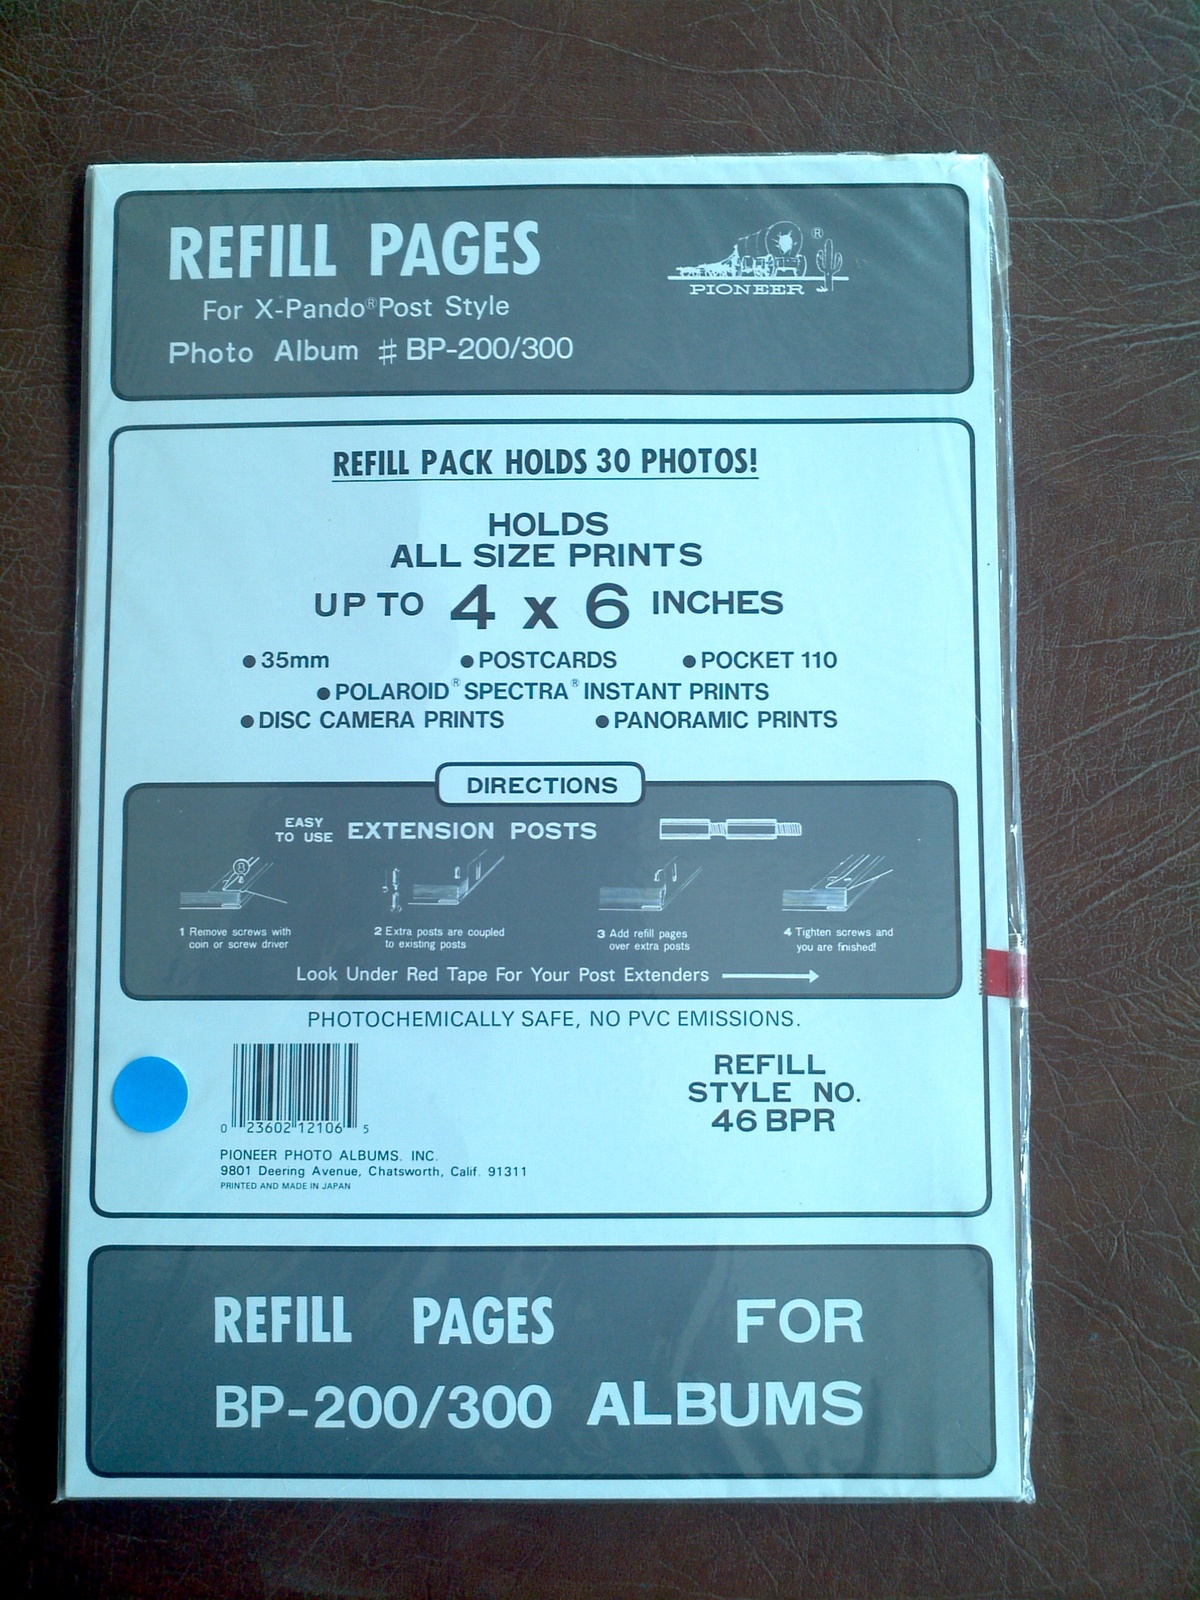 REFILL PAGES
For X-Pando® Post Style
Photo Album # BP-200/300
®
PIONEER
REFILL PACK HOLDS 30 PHOTOS!
HOLDS
ALL SIZE PRINTS
UP TO 4 x 6 INCHES
● 35mm ● POSTCARDS ● POCKET 110
● POLAROID® SPECTRA® INSTANT PRINTS
● DISC CAMERA PRINTS ● PANORAMIC PRINTS
DIRECTIONS
EASY
TO USE EXTENSION POSTS
1 Remove screws with
coin or screw driver
2 Extra posts are coupled
to existing posts
3 Add refill pages
over extra posts
4 Tighten screws and
you are finished!
Look Under Red Tape For Your Post Extenders
PHOTOCHEMICALLY SAFE, NO PVC EMISSIONS.
0 23602 12106 5
REFILL
STYLE NO.
46 BPR
PIONEER PHOTO ALBUMS, INC.
9801 Deering Avenue, Chatsworth, Calif. 91311
PRINTED AND MADE IN JAPAN
REFILL PAGES FOR
BP-200/300 ALBUMS